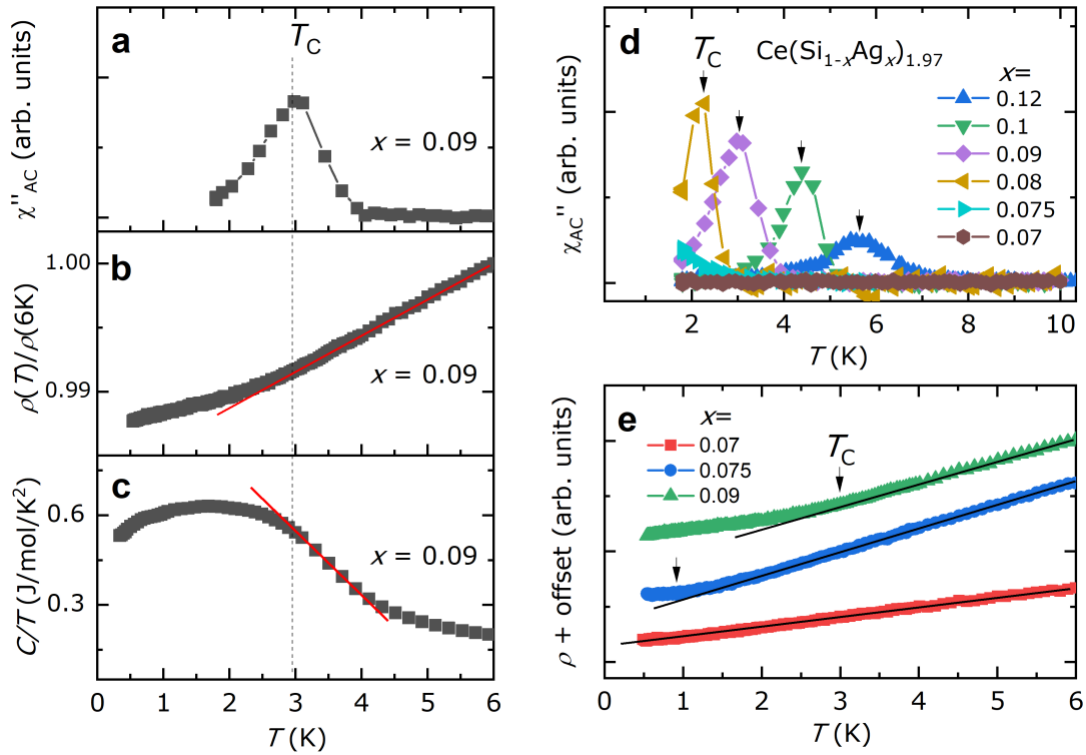 a
T_C
x = 0.09
χ''_AC (arb. units)
b
1.00
0.99
x = 0.09
ρ(T)/ρ(6K)
c
0.6
0.3
x = 0.09
C/T (J/mol/K²)
0 1 2 3 4 5 6
T (K)
d
T_C
Ce(Si_{1-x}Ag_x)_{1.97}
x=
0.12
0.1
0.09
0.08
0.075
0.07
χ_AC'' (arb. units)
2 4 6 8 10
T (K)
e
x=
0.07
0.075
0.09
T_C
ρ + offset (arb. units)
0 1 2 3 4 5 6
T (K)